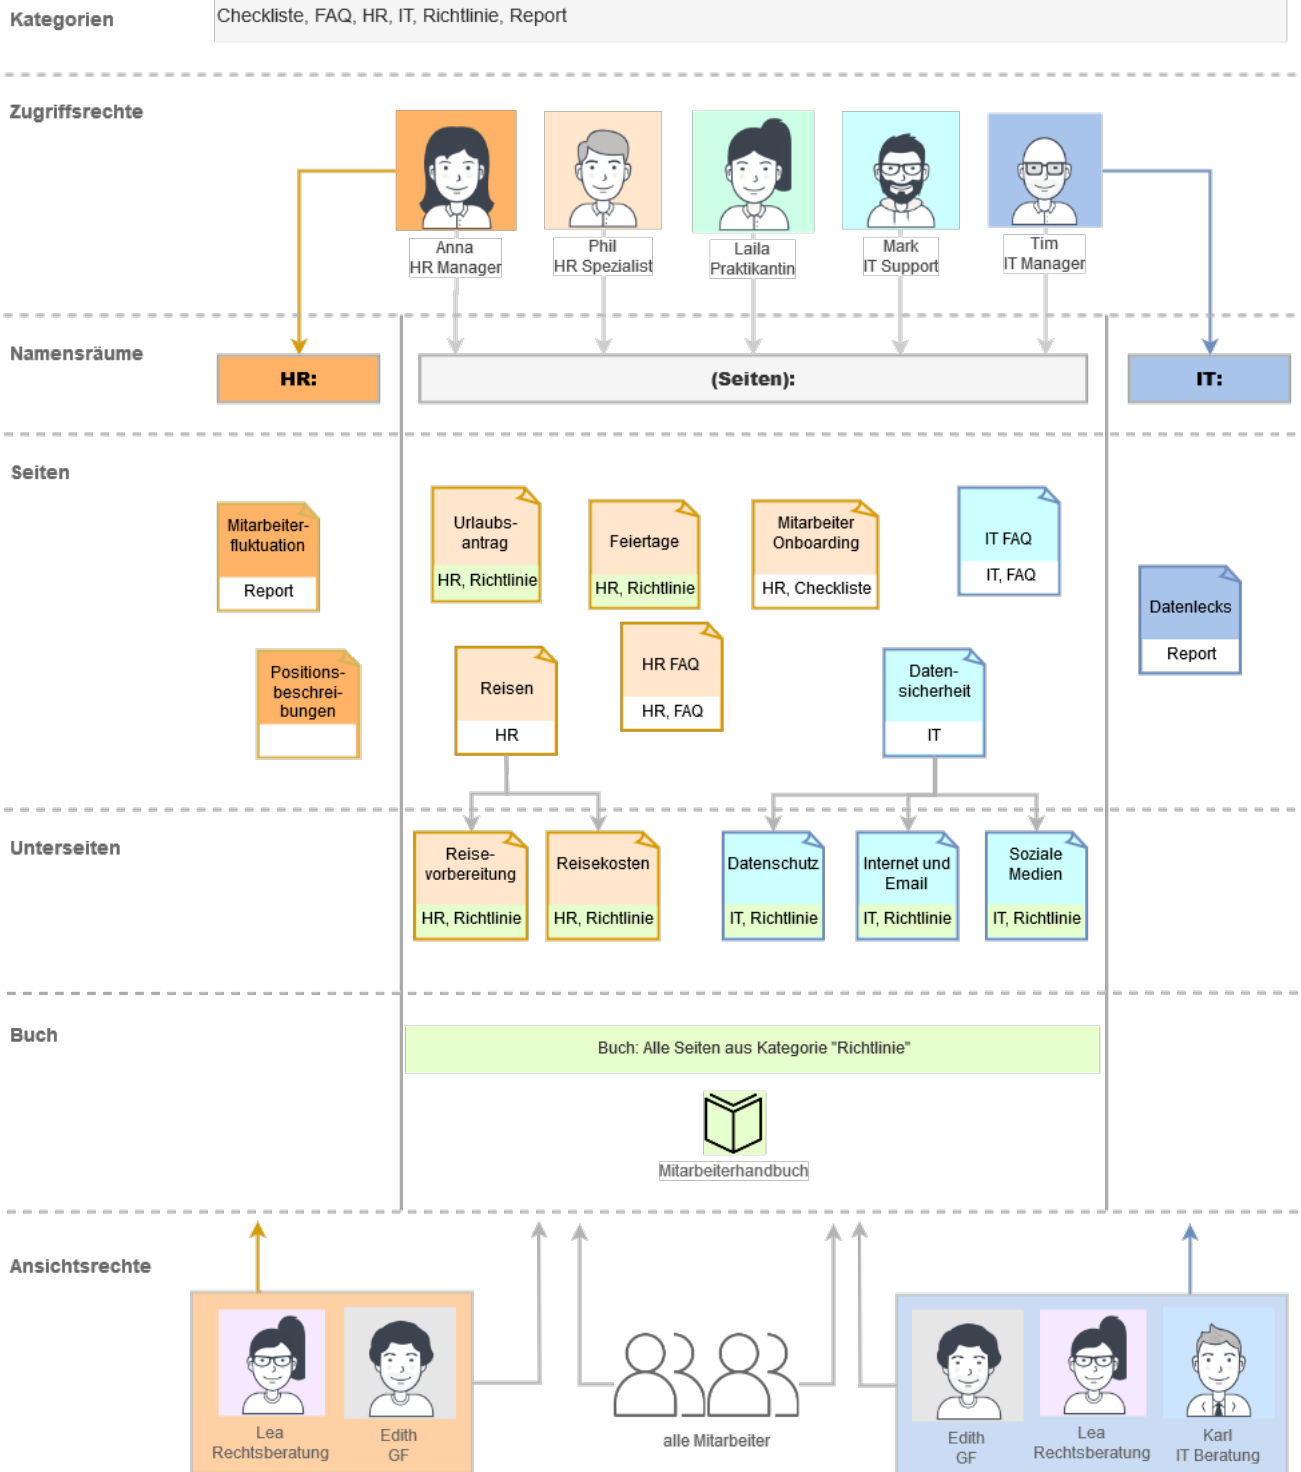 Kategorien
Checkliste, FAQ, HR, IT, Richtlinie, Report
Zugriffsrechte
Anna
HR Manager
Phil
HR Spezialist
Laila
Praktikantin
Mark
IT Support
Tim
IT Manager
Namensräume
HR:
(Seiten):
IT:
Seiten
Mitarbeiter-
fluktuation
Report
Urlaubs-
antrag
HR, Richtlinie
Feiertage
HR, Richtlinie
Mitarbeiter
Onboarding
HR, Checkliste
IT FAQ
IT, FAQ
Datenlecks
Report
Positions-
beschrei-
bungen
Reisen
HR
HR FAQ
HR, FAQ
Daten-
sicherheit
IT
Unterseiten
Reise-
vorbereitung
HR, Richtlinie
Reisekosten
HR, Richtlinie
Datenschutz
IT, Richtlinie
Internet und
Email
IT, Richtlinie
Soziale
Medien
IT, Richtlinie
Buch
Buch: Alle Seiten aus Kategorie "Richtlinie"
Mitarbeiterhandbuch
Ansichtsrechte
Lea
Rechtsberatung
Edith
GF
alle Mitarbeiter
Edith
GF
Lea
Rechtsberatung
Karl
IT Beratung